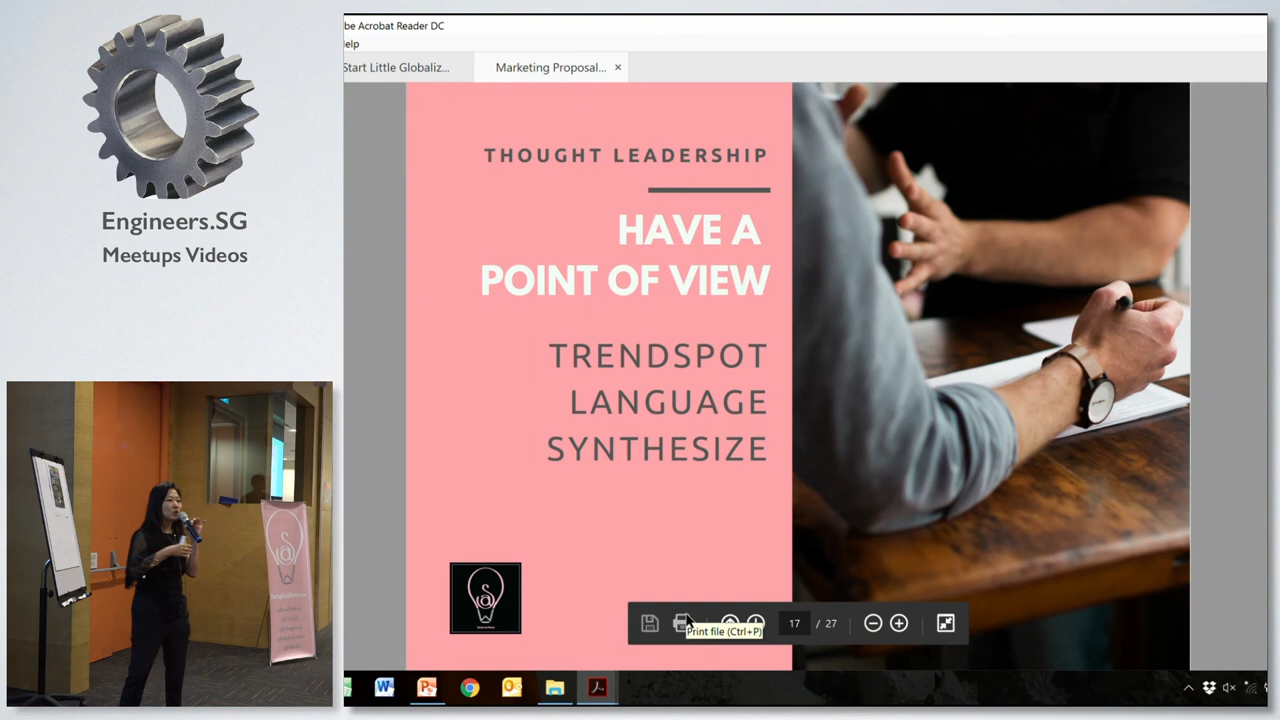 Engineers.SG
Meetups Videos
be Acrobat Reader DC
elp
Start Little Globaliz...
Marketing Proposal... ×
THOUGHT LEADERSHIP
HAVE A
POINT OF VIEW
TRENDSPOT
LANGUAGE
SYNTHESIZE
17 / 27
Print file (Ctrl+P)